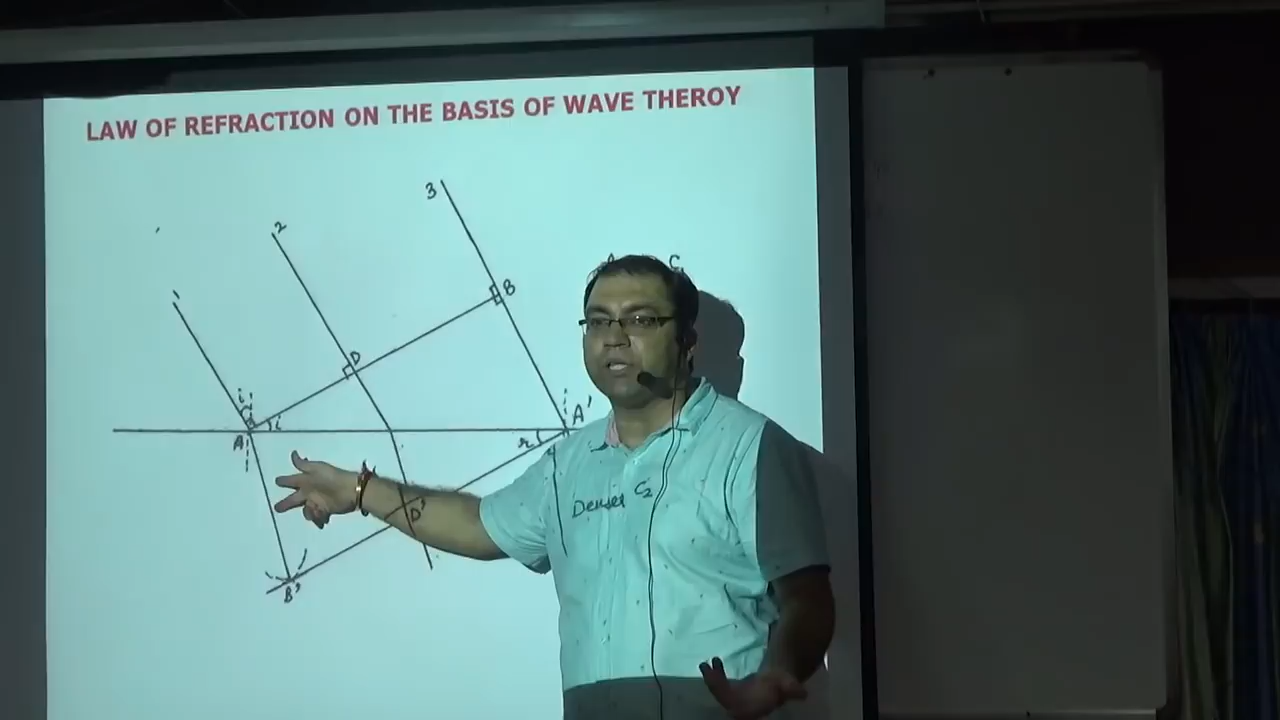 LAW OF REFRACTION ON THE BASIS OF WAVE THEROY
3
2
1
B
D
i
i
A
A'
r
Denser C₂
D'
B'